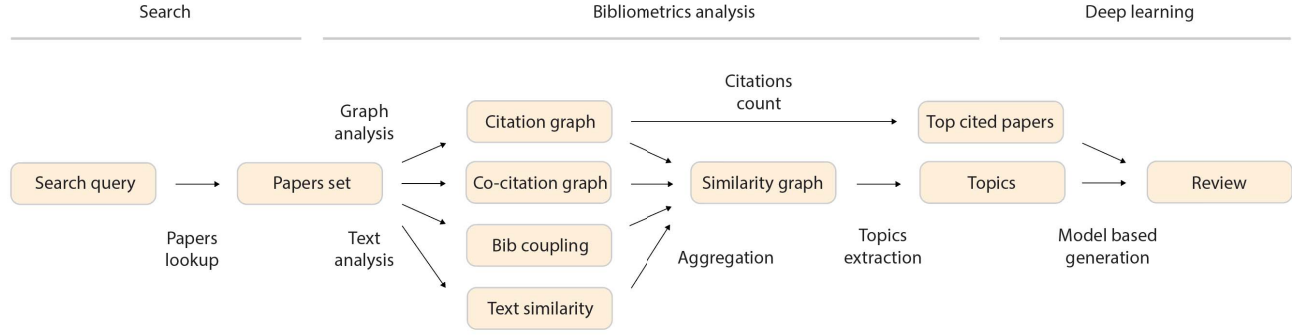 Search
Bibliometrics analysis
Deep learning
Citations
count
Graph
analysis
Citation graph
Top cited papers
Search query
Papers set
Co-citation graph
Similarity graph
Topics
Review
Papers
lookup
Text
analysis
Bib coupling
Aggregation
Topics
extraction
Model based
generation
Text similarity